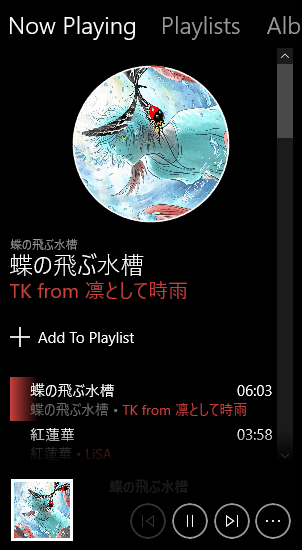 Now Playing Playlists Alb
蝶の飛ぶ水槽
蝶の飛ぶ水槽
TK from 凛として時雨
Add To Playlist
蝶の飛ぶ水槽 06:03
蝶の飛ぶ水槽 • TK from 凛として時雨
紅蓮華 03:58
紅蓮華 • LiSA
蝶の飛ぶ水槽